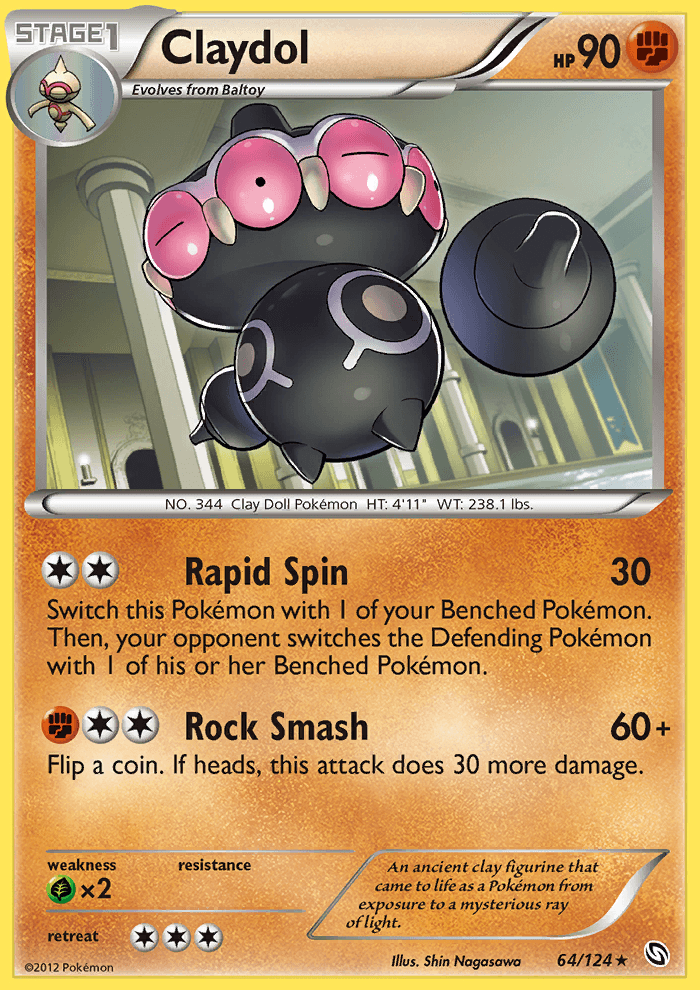 STAGE1
Claydol
HP90
Evolves from Baltoy
NO. 344 Clay Doll Pokémon HT: 4'11" WT: 238.1 lbs.
Rapid Spin 30
Switch this Pokémon with 1 of your Benched Pokémon.
Then, your opponent switches the Defending Pokémon
with 1 of his or her Benched Pokémon.
Rock Smash 60+
Flip a coin. If heads, this attack does 30 more damage.
weakness resistance
×2
retreat
An ancient clay figurine that
came to life as a Pokémon from
exposure to a mysterious ray
of light.
Illus. Shin Nagasawa 64/124★
©2012 Pokémon